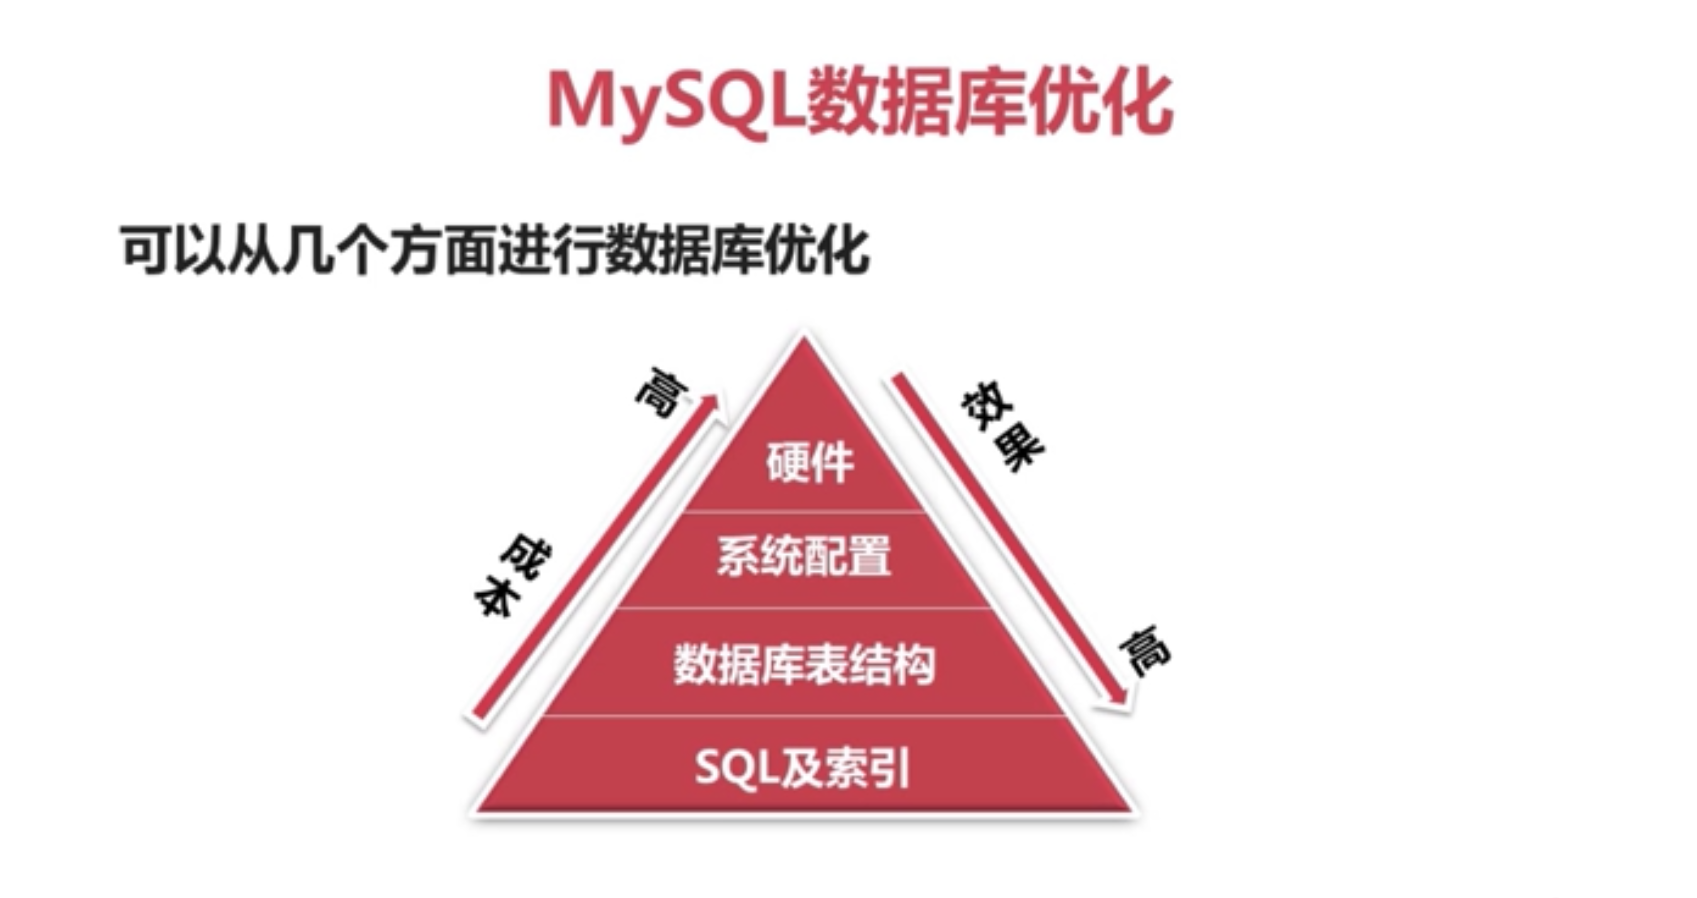 MySQL数据库优化
可以从几个方面进行数据库优化
高
成本
效果
高
硬件
系统配置
数据库表结构
SQL及索引